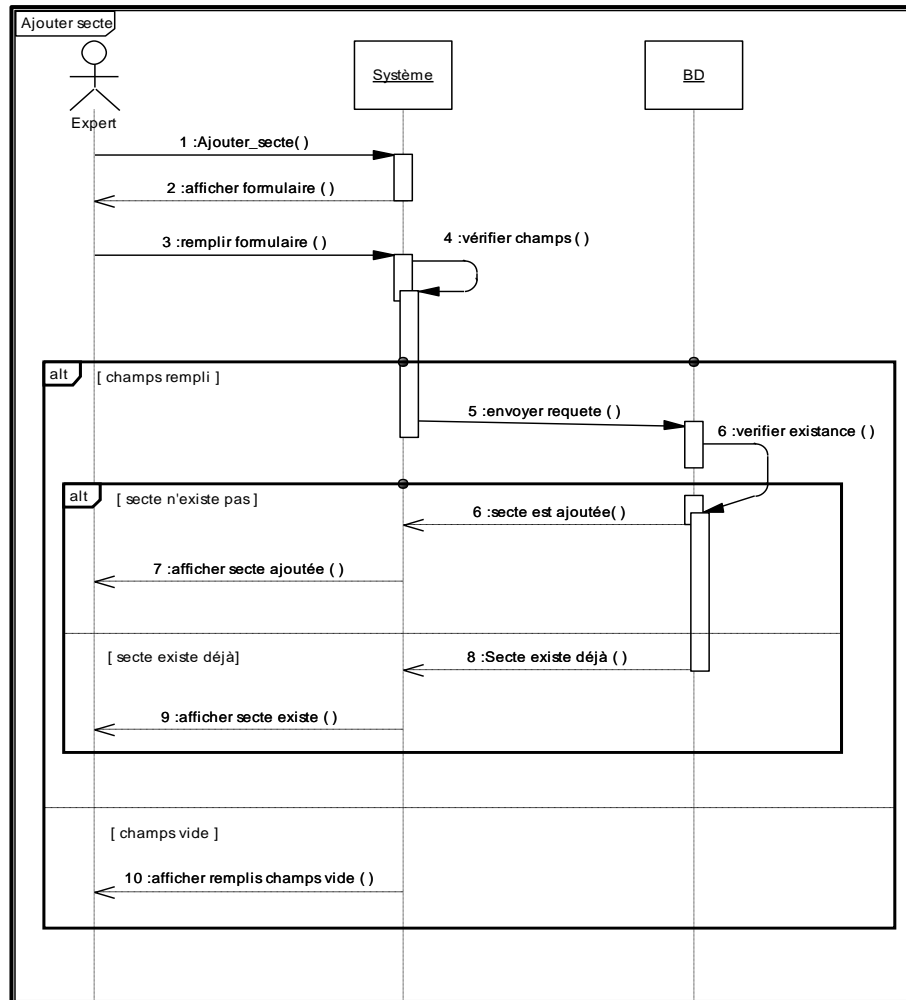 Ajouter secte
Système
BD
Expert
1 :Ajouter_secte( )
2 :afficher formulaire ( )
3 :remplir formulaire ( )
4 :vérifier champs ( )
alt
[ champs rempli ]
5 :envoyer requete ( )
6 :verifier existance ( )
alt
[ secte n'existe pas ]
6 :secte est ajoutée( )
7 :afficher secte ajoutée ( )
[ secte existe déjà]
8 :Secte existe déjà ( )
9 :afficher secte existe ( )
[ champs vide ]
10 :afficher remplis champs vide ( )